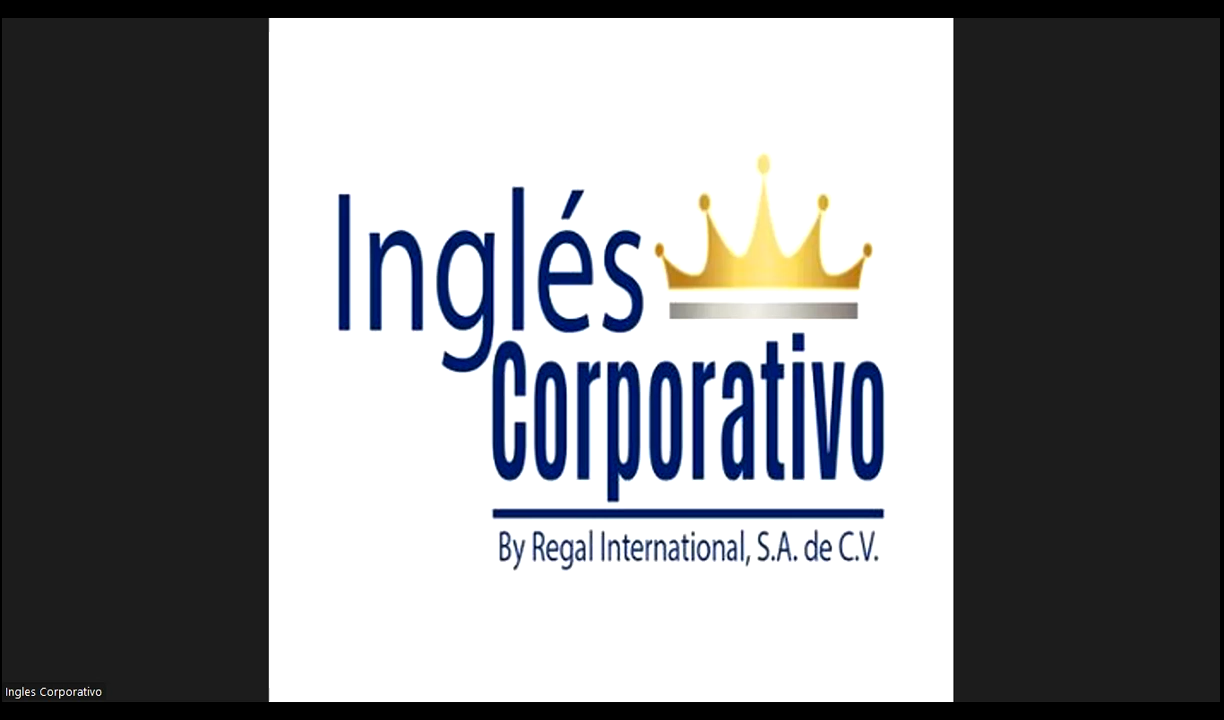 Inglés
Corporativo
By Regal International, S.A. de C.V.
Ingles Corporativo